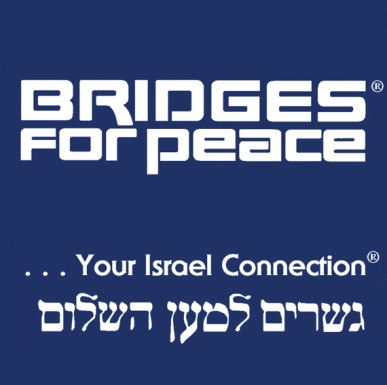 BRIDGES®
FOR PEACE
. . . Your Israel Connection®
גשרים למען השלום